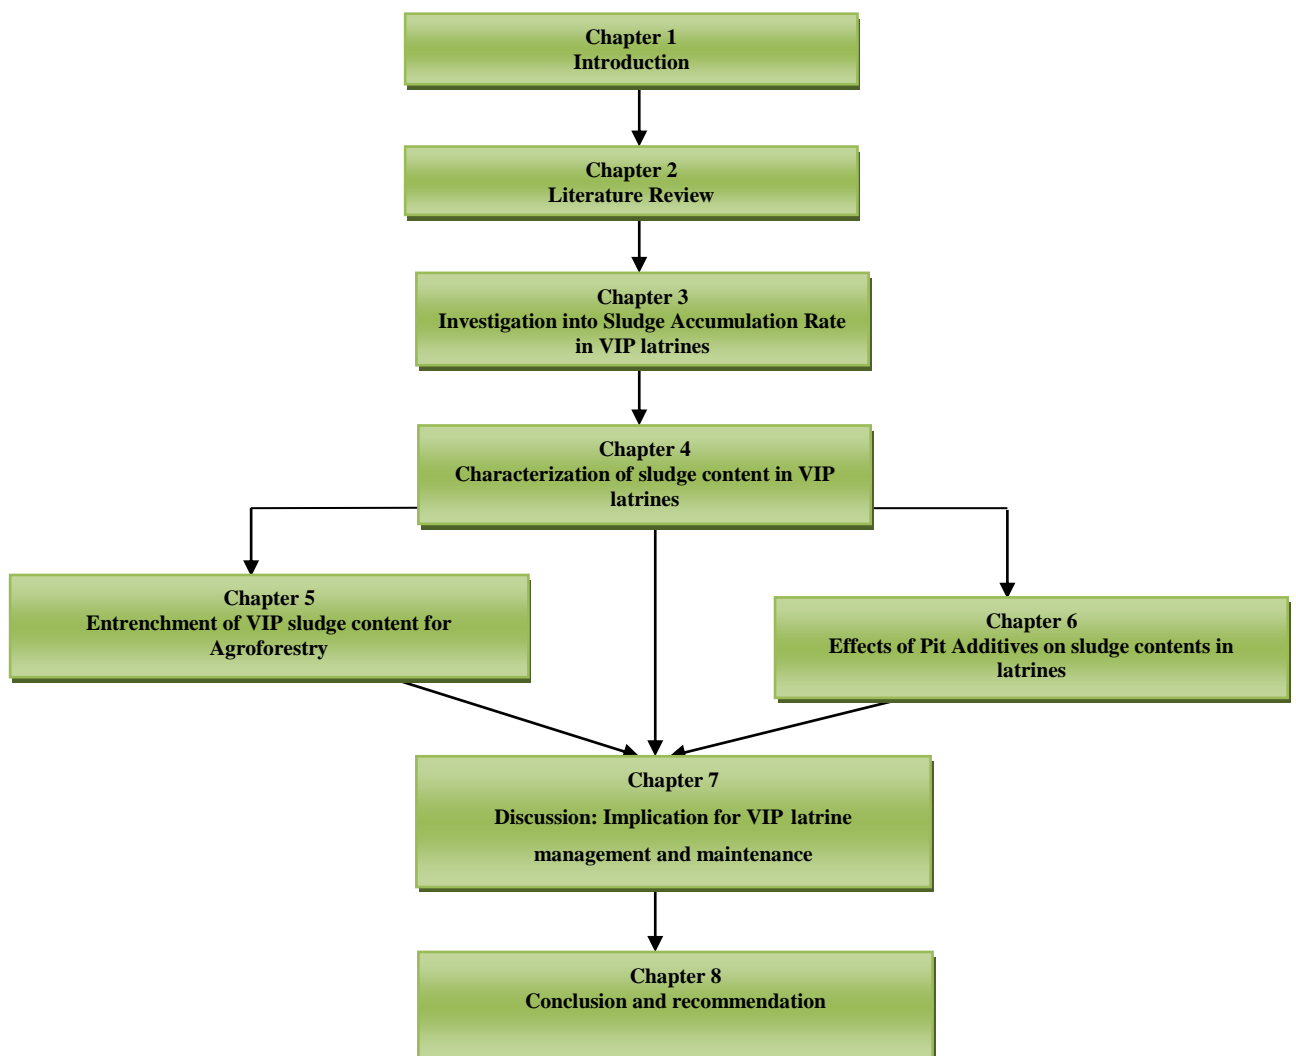 Chapter 1
Introduction
Chapter 2
Literature Review
Chapter 3
Investigation into Sludge Accumulation Rate
in VIP latrines
Chapter 4
Characterization of sludge content in VIP
latrines
Chapter 5
Entrenchment of VIP sludge content for
Agroforestry
Chapter 6
Effects of Pit Additives on sludge contents in
latrines
Chapter 7
Discussion: Implication for VIP latrine
management and maintenance
Chapter 8
Conclusion and recommendation